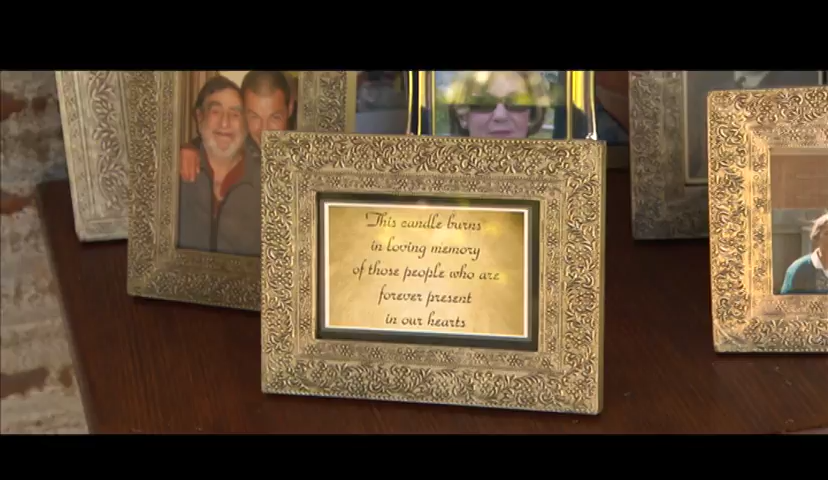 This candle burns
in loving memory
of those people who are
forever present
in our hearts